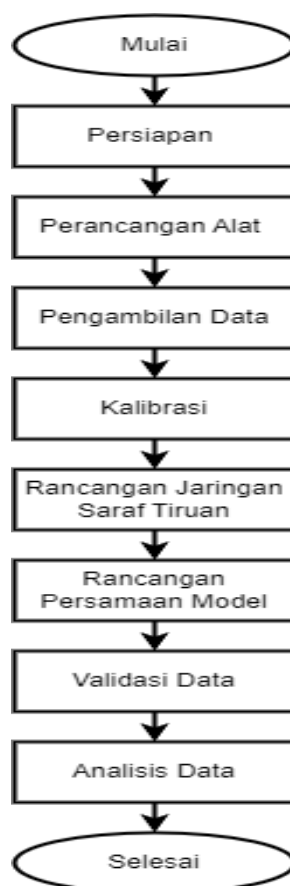 Mulai
Persiapan
Perancangan Alat
Pengambilan Data
Kalibrasi
Rancangan Jaringan
Saraf Tiruan
Rancangan
Persamaan Model
Validasi Data
Analisis Data
Selesai